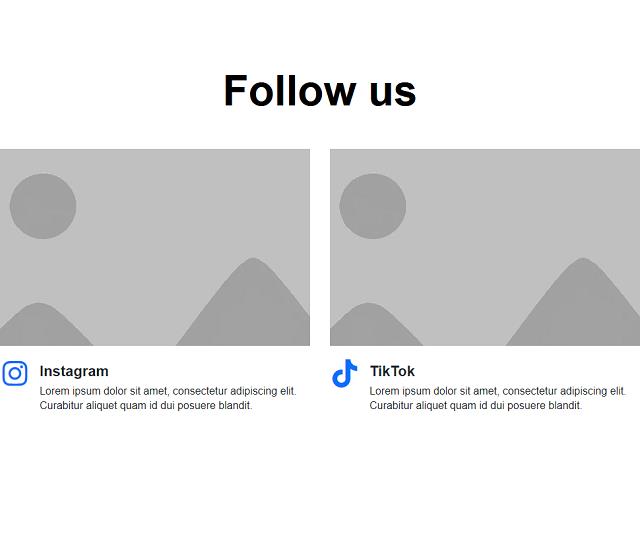 Follow us
Instagram
Lorem ipsum dolor sit amet, consectetur adipiscing elit.
Curabitur aliquet quam id dui posuere blandit.
TikTok
Lorem ipsum dolor sit amet, consectetur adipiscing elit.
Curabitur aliquet quam id dui posuere blandit.